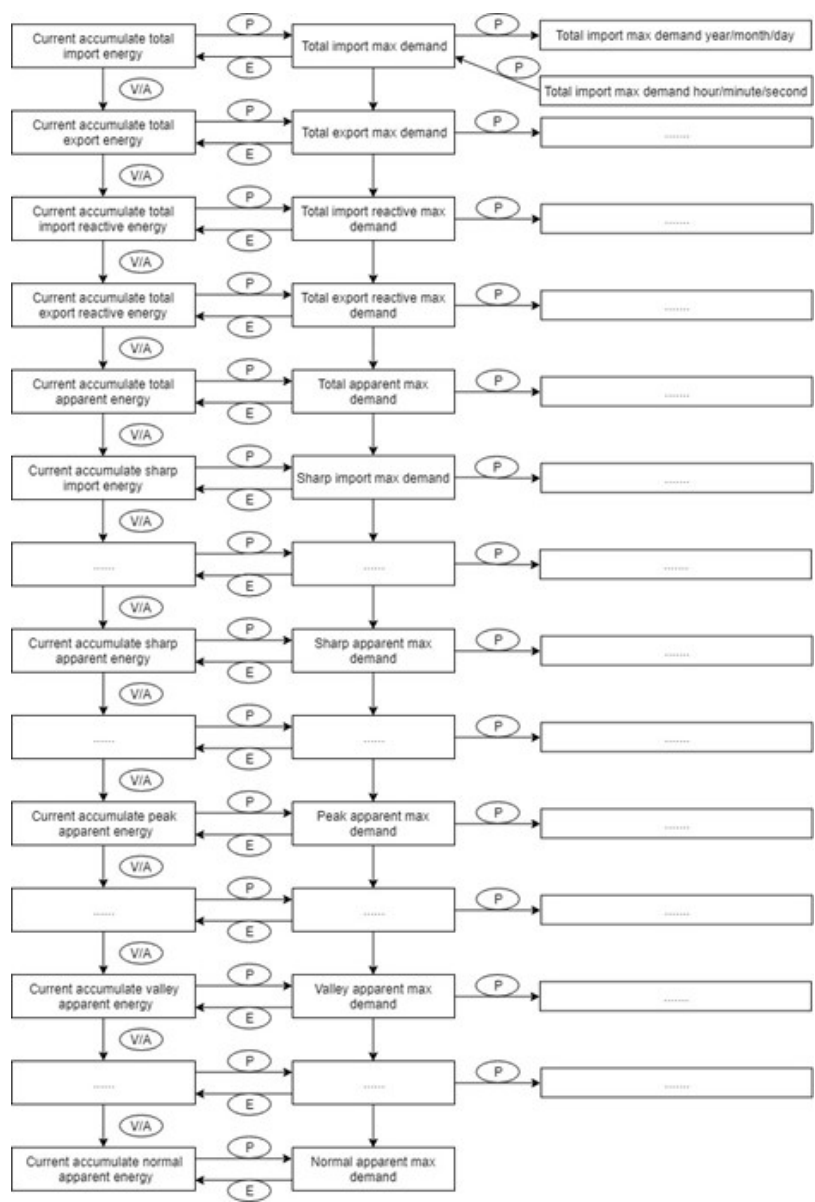 P
P
Current accumulate total
import energy
Total import max demand
Total import max demand year/month/day
E
P
V/A
Total import max demand hour/minute/second
P
P
Current accumulate total
export energy
Total export max demand
.......
E
V/A
P
P
Current accumulate total
import reactive energy
Total import reactive max
demand
.......
E
V/A
P
P
Current accumulate total
export reactive energy
Total export reactive max
demand
.......
E
V/A
P
P
Current accumulate total
apparent energy
Total apparent max
demand
.......
E
V/A
P
P
Current accumulate sharp
import energy
Sharp import max demand
.......
E
V/A
P
P
......
......
.......
E
V/A
P
P
Current accumulate sharp
apparent energy
Sharp apparent max
demand
.......
E
V/A
P
P
......
......
.......
E
V/A
P
P
Current accumulate peak
apparent energy
Peak apparent max
demand
.......
E
V/A
P
P
......
......
.......
E
V/A
P
P
Current accumulate valley
apparent energy
Valley apparent max
demand
.......
E
V/A
P
P
......
......
.......
E
V/A
P
Current accumulate normal
apparent energy
Normal apparent max
demand
E